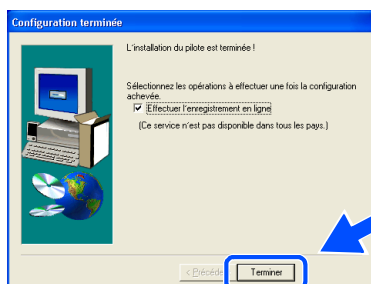 Configuration terminée
L'installation du pilote est terminée !
Sélectionnez les opérations à effectuer une fois la configuration
achevée.
Effectuer l'enregistrement en ligne
(Ce service n'est pas disponible dans tous les pays.)
< Précéde
Terminer